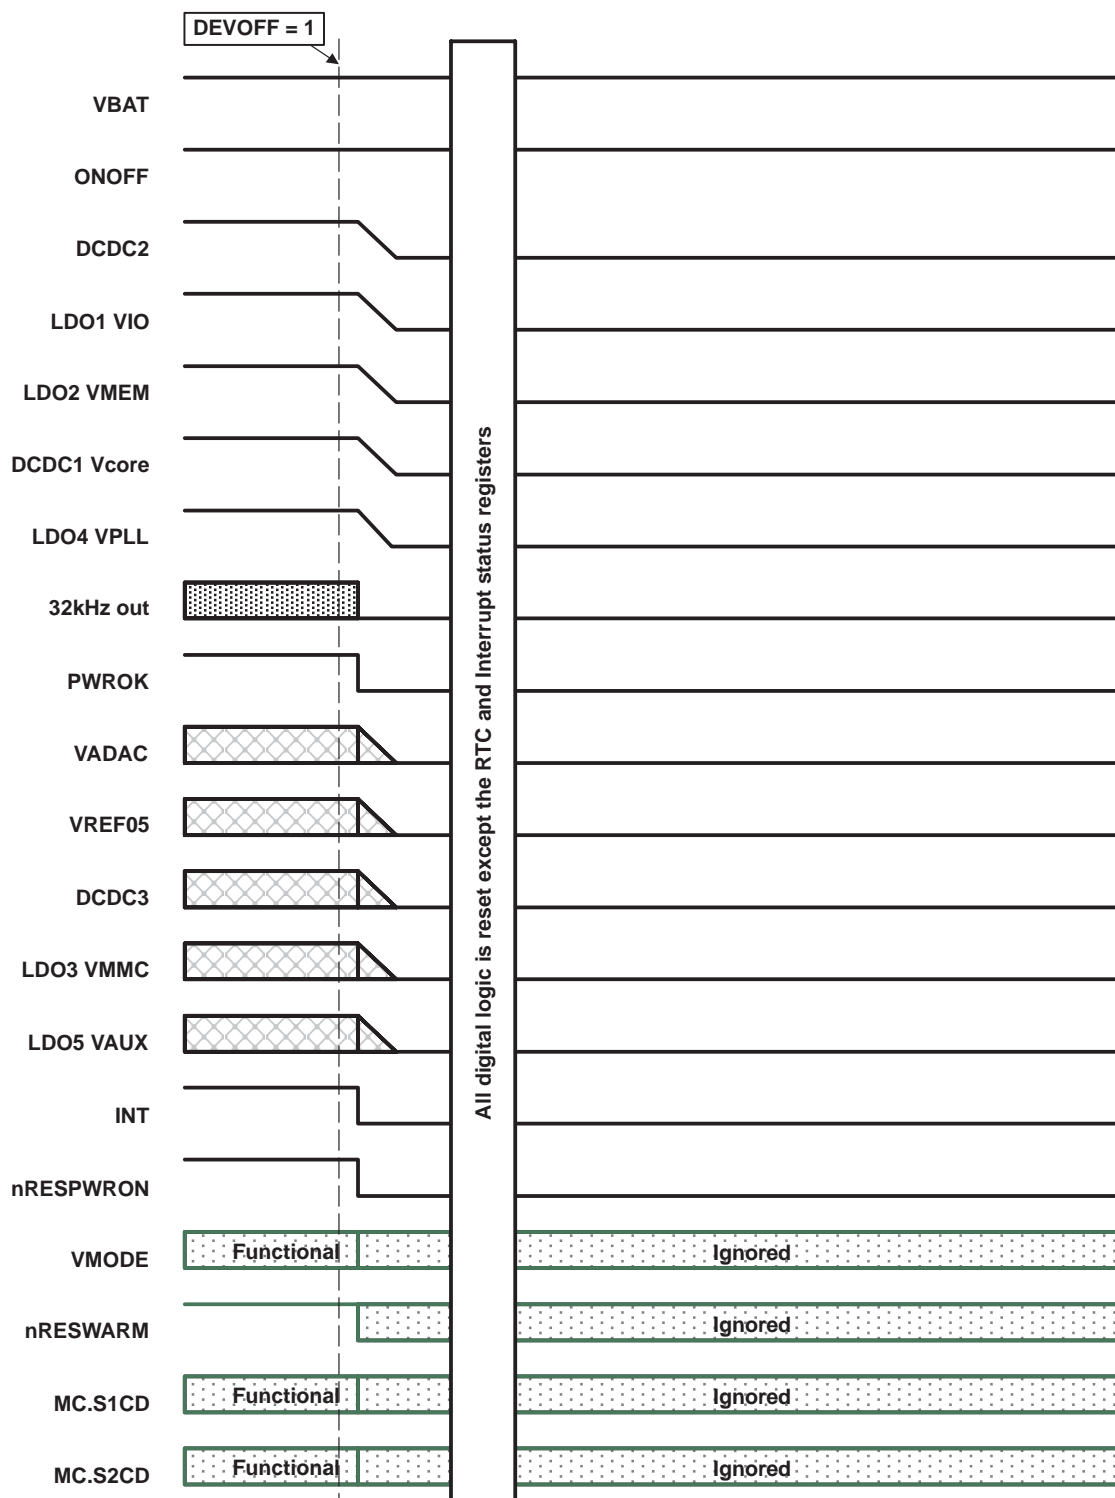 DEVOFF = 1
VBAT
ONOFF
DCDC2
LDO1 VIO
LDO2 VMEM
DCDC1 Vcore
LDO4 VPLL
32kHz out
PWROK
VADAC
VREF05
DCDC3
LDO3 VMMC
LDO5 VAUX
INT
nRESPWRON
All digital logic is reset except the RTC and Interrupt status registers
VMODE
Functional
Ignored
nRESWARM
Ignored
MC.S1CD
Functional
Ignored
MC.S2CD
Functional
Ignored